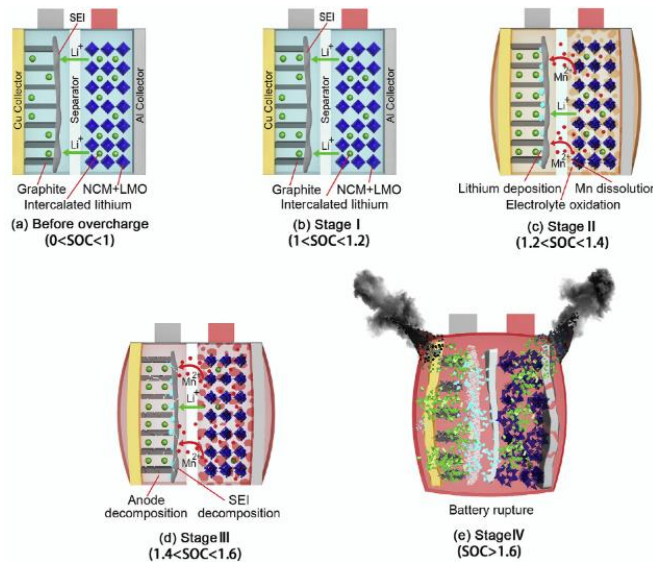 SEI
Li+
Li+
Cu Collector
Separator
Al Collector
Graphite
NCM+LMO
Intercalated lithium
(a) Before overcharge
(0<SOC<1)
SEI
Li+
Li+
Cu Collector
Separator
Al Collector
Graphite
NCM+LMO
Intercalated lithium
(b) Stage I
(1<SOC<1.2)
Mn2+
Li+
Mn2+
Lithium deposition
Mn dissolution
Electrolyte oxidation
(c) Stage II
(1.2<SOC<1.4)
Mn2+
Li+
Mn2+
Anode decomposition
SEI decomposition
(d) Stage III
(1.4<SOC<1.6)
Battery rupture
(e) Stage IV
(SOC>1.6)